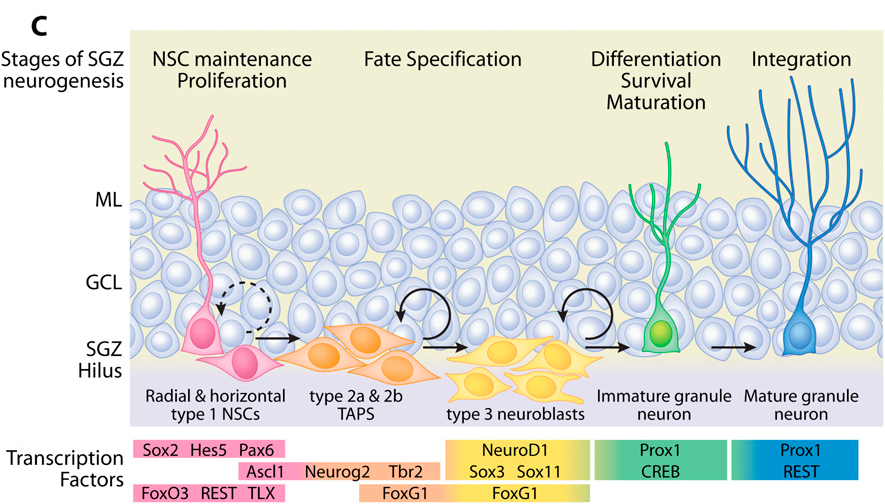 C
Stages of SGZ
neurogenesis
NSC maintenance
Proliferation
Fate Specification
Differentiation
Survival
Maturation
Integration
ML
GCL
SGZ
Hilus
Radial & horizontal
type 1 NSCs
type 2a & 2b
TAPS
type 3 neuroblasts
Immature granule
neuron
Mature granule
neuron
Transcription
Factors
Sox2 Hes5 Pax6
Ascl1 Neurog2 Tbr2
FoxO3 REST TLX
FoxG1
NeuroD1
Sox3 Sox11
FoxG1
Prox1
CREB
Prox1
REST